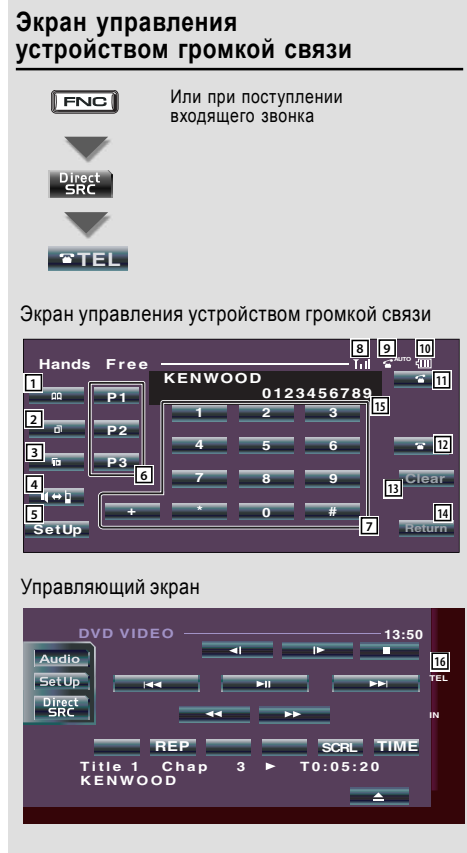 Экран управления
устройством громкой связи
FNC
Или при поступлении
входящего звонка
Direct
SRC
TEL
Экран управления устройством громкой связи
8 9 10
Hands Free AUTO
1 P1 KENWOOD 11
0123456789
15
2 P2 1 2 3
3 P3 4 5 6 12
6
4 7 8 9 13 Clear
5 + * 0 # 14
7
SetUp Return
Управляющий экран
DVD VIDEO 13:50
Audio 16
SetUp TEL
Direct
SRC
IN
REP SCRL TIME
Title 1 Chap 3 ► T0:05:20
KENWOOD